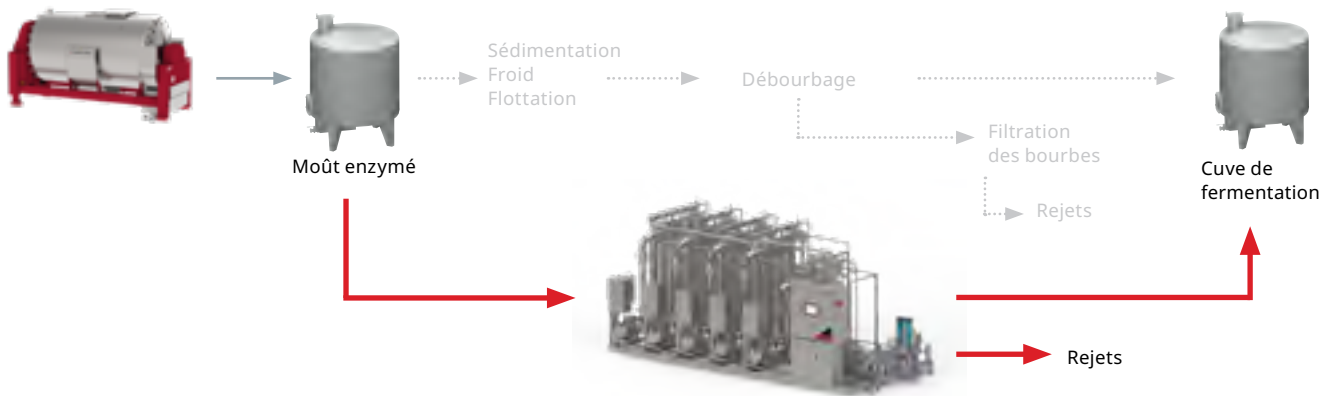 Sédimentation
Froid
Flottation
Débourbage
Filtration
des bourbes
Rejets
Moût enzymé
Cuve de
fermentation
Rejets